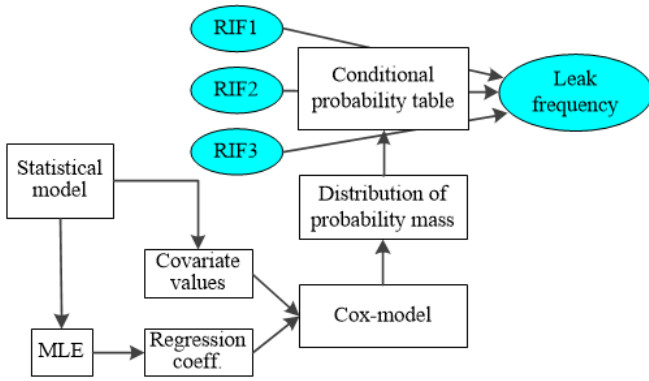 RIF1
RIF2
RIF3
Conditional
probability table
Leak
frequency
Statistical
model
Distribution of
probability mass
Covariate
values
Cox-model
MLE
Regression
coeff.